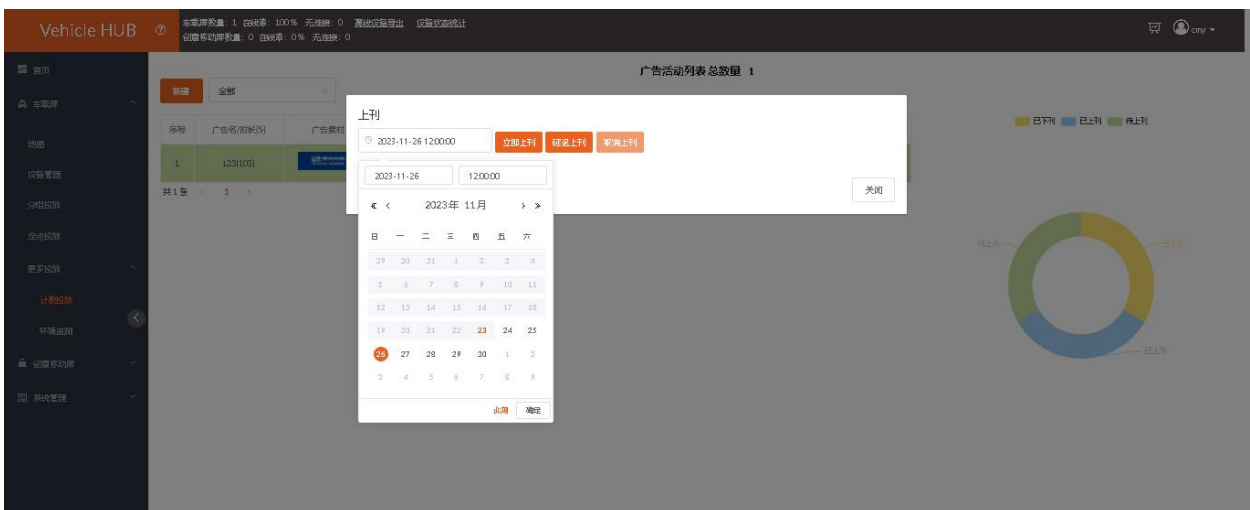 Vehicle HUB
车载屏数量：1 在线率：100% 无连接：0 离线设备导出 设备状态统计
创意移动屏数量：0 在线率：0% 无连接：0
cmy
首页
车载屏
地图
设备管理
分组投放
定点投放
更多投放
计数投放
环境监测
创意移动屏
系统管理
广告活动列表总数量 1
新建
全部
序号 广告名/时长(S) 广告素材
1 123(10S)
共1条 < 1 >
上刊
2023-11-26 12:00:00 立即上刊 延迟上刊 取消上刊
关闭
2023-11-26 12:00:00
« < 2023年 11月 > »
日 一 二 三 四 五 六
29 30 31 1 2 3 4
5 6 7 8 9 10 11
12 13 14 15 16 17 18
19 20 21 22 23 24 25
26 27 28 29 30 1 2
3 4 5 6 7 8 9
此刻 确定
已下刊 已上刊 待上刊
待上刊
已下刊
已上刊